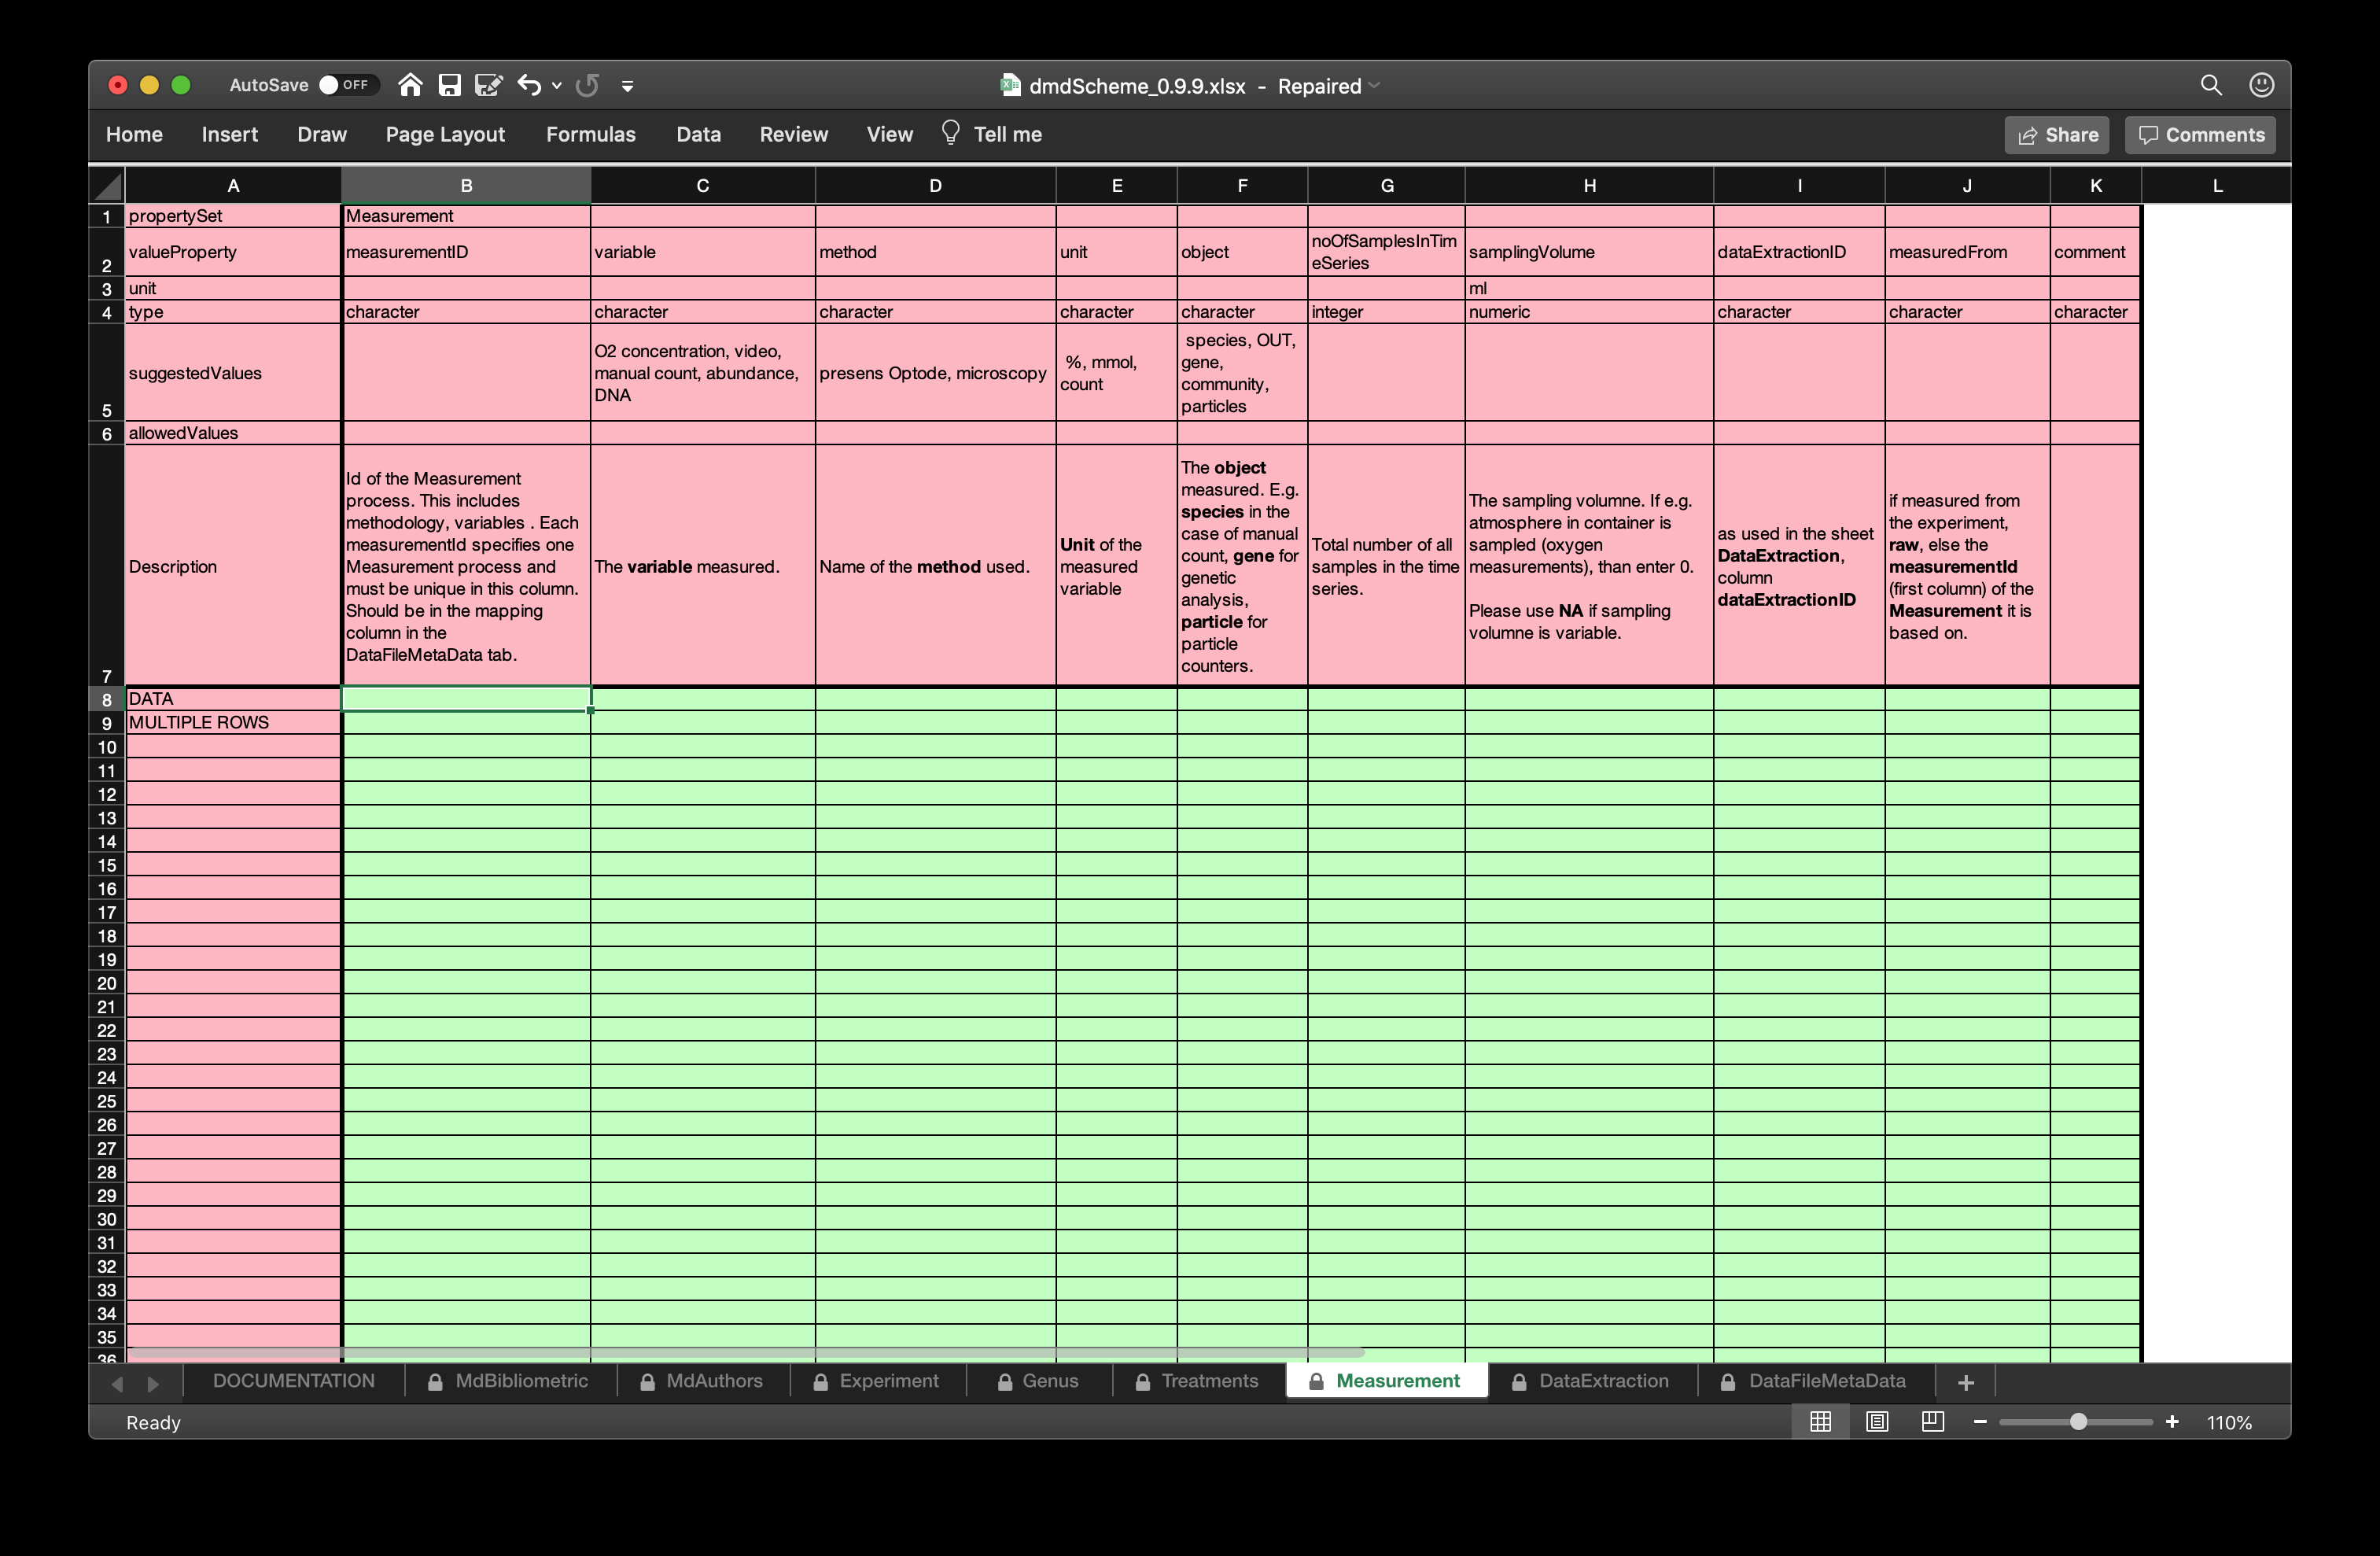 AutoSave OFF dmdScheme_0.9.9.xlsx - Repaired
Home Insert Draw Page Layout Formulas Data Review View Tell me Share Comments
A B C D E F G H I J K L
1 propertySet Measurement
2 valueProperty measurementID variable method unit object noOfSamplesInTim
eSeries samplingVolume dataExtractionID measuredFrom comment
3 unit ml
4 type character character character character character integer numeric character character character
5 suggestedValues
O2 concentration, video,
manual count, abundance,
DNA
presens Optode, microscopy
%, mmol,
count
species, OUT,
gene,
community,
particles
6 allowedValues
7 Description
Id of the Measurement
process. This includes
methodology, variables . Each
measurementId specifies one
Measurement process and
must be unique in this column.
Should be in the mapping
column in the
DataFileMetaData tab.
The variable measured.
Name of the method used.
Unit of the
measured
variable
The object
measured. E.g.
species in the
case of manual
count, gene for
genetic
analysis,
particle for
particle
counters.
Total number of all
samples in the time
series.
The sampling volumne. If e.g.
atmosphere in container is
sampled (oxygen
measurements), than enter 0.
Please use NA if sampling
volumne is variable.
as used in the sheet
DataExtraction,
column
dataExtractionID
if measured from
the experiment,
raw, else the
measurementId
(first column) of the
Measurement it is
based on.
8 DATA
9 MULTIPLE ROWS
10
11
12
13
14
15
16
17
18
19
20
21
22
23
24
25
26
27
28
29
30
31
32
33
34
35
36
DOCUMENTATION MdBibliometric MdAuthors Experiment Genus Treatments Measurement DataExtraction DataFileMetaData +
Ready 110%